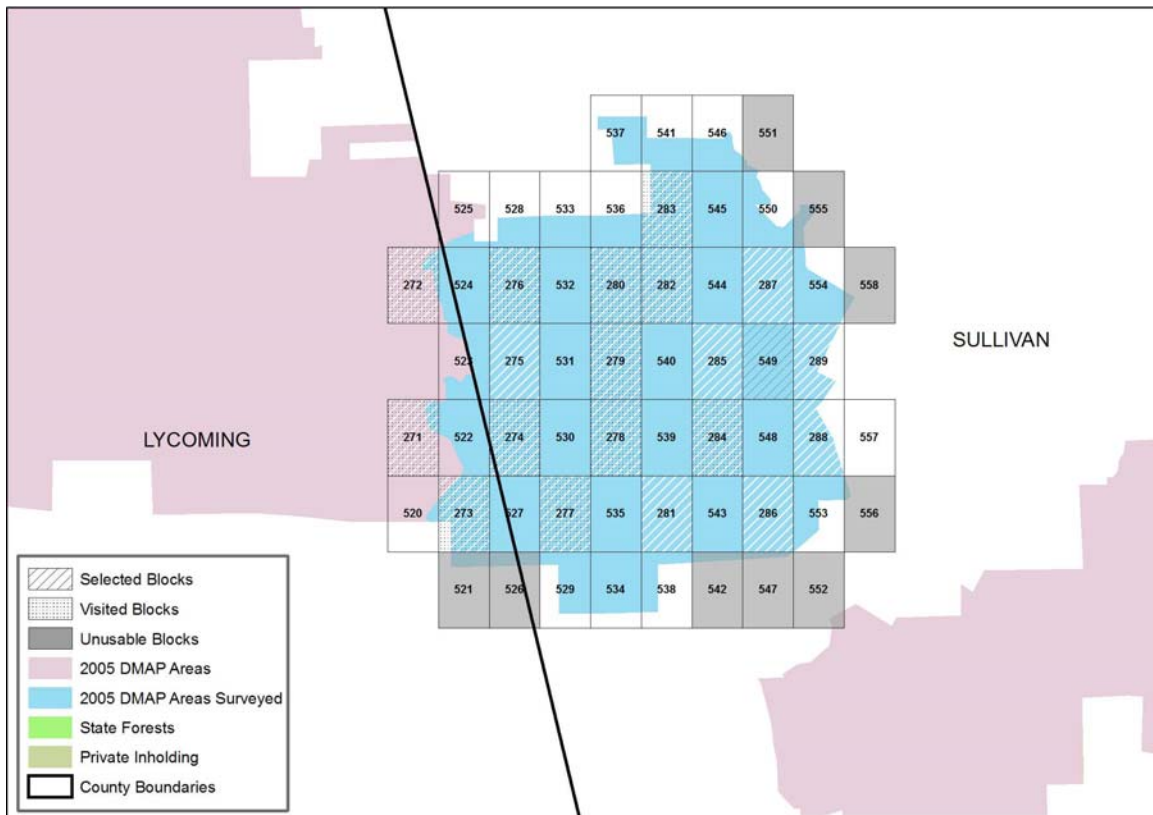 537 541 546 551
525 528 533 536 283 545 550 555
272 524 276 532 280 282 544 287 554 558
523 275 531 279 540 285 549 289
SULLIVAN
271 522 274 530 278 539 284 548 288 557
LYCOMING
520 273 527 277 535 281 543 286 553 556
521 526 529 534 538 542 547 552
Selected Blocks
Visited Blocks
Unusable Blocks
2005 DMAP Areas
2005 DMAP Areas Surveyed
State Forests
Private Inholding
County Boundaries